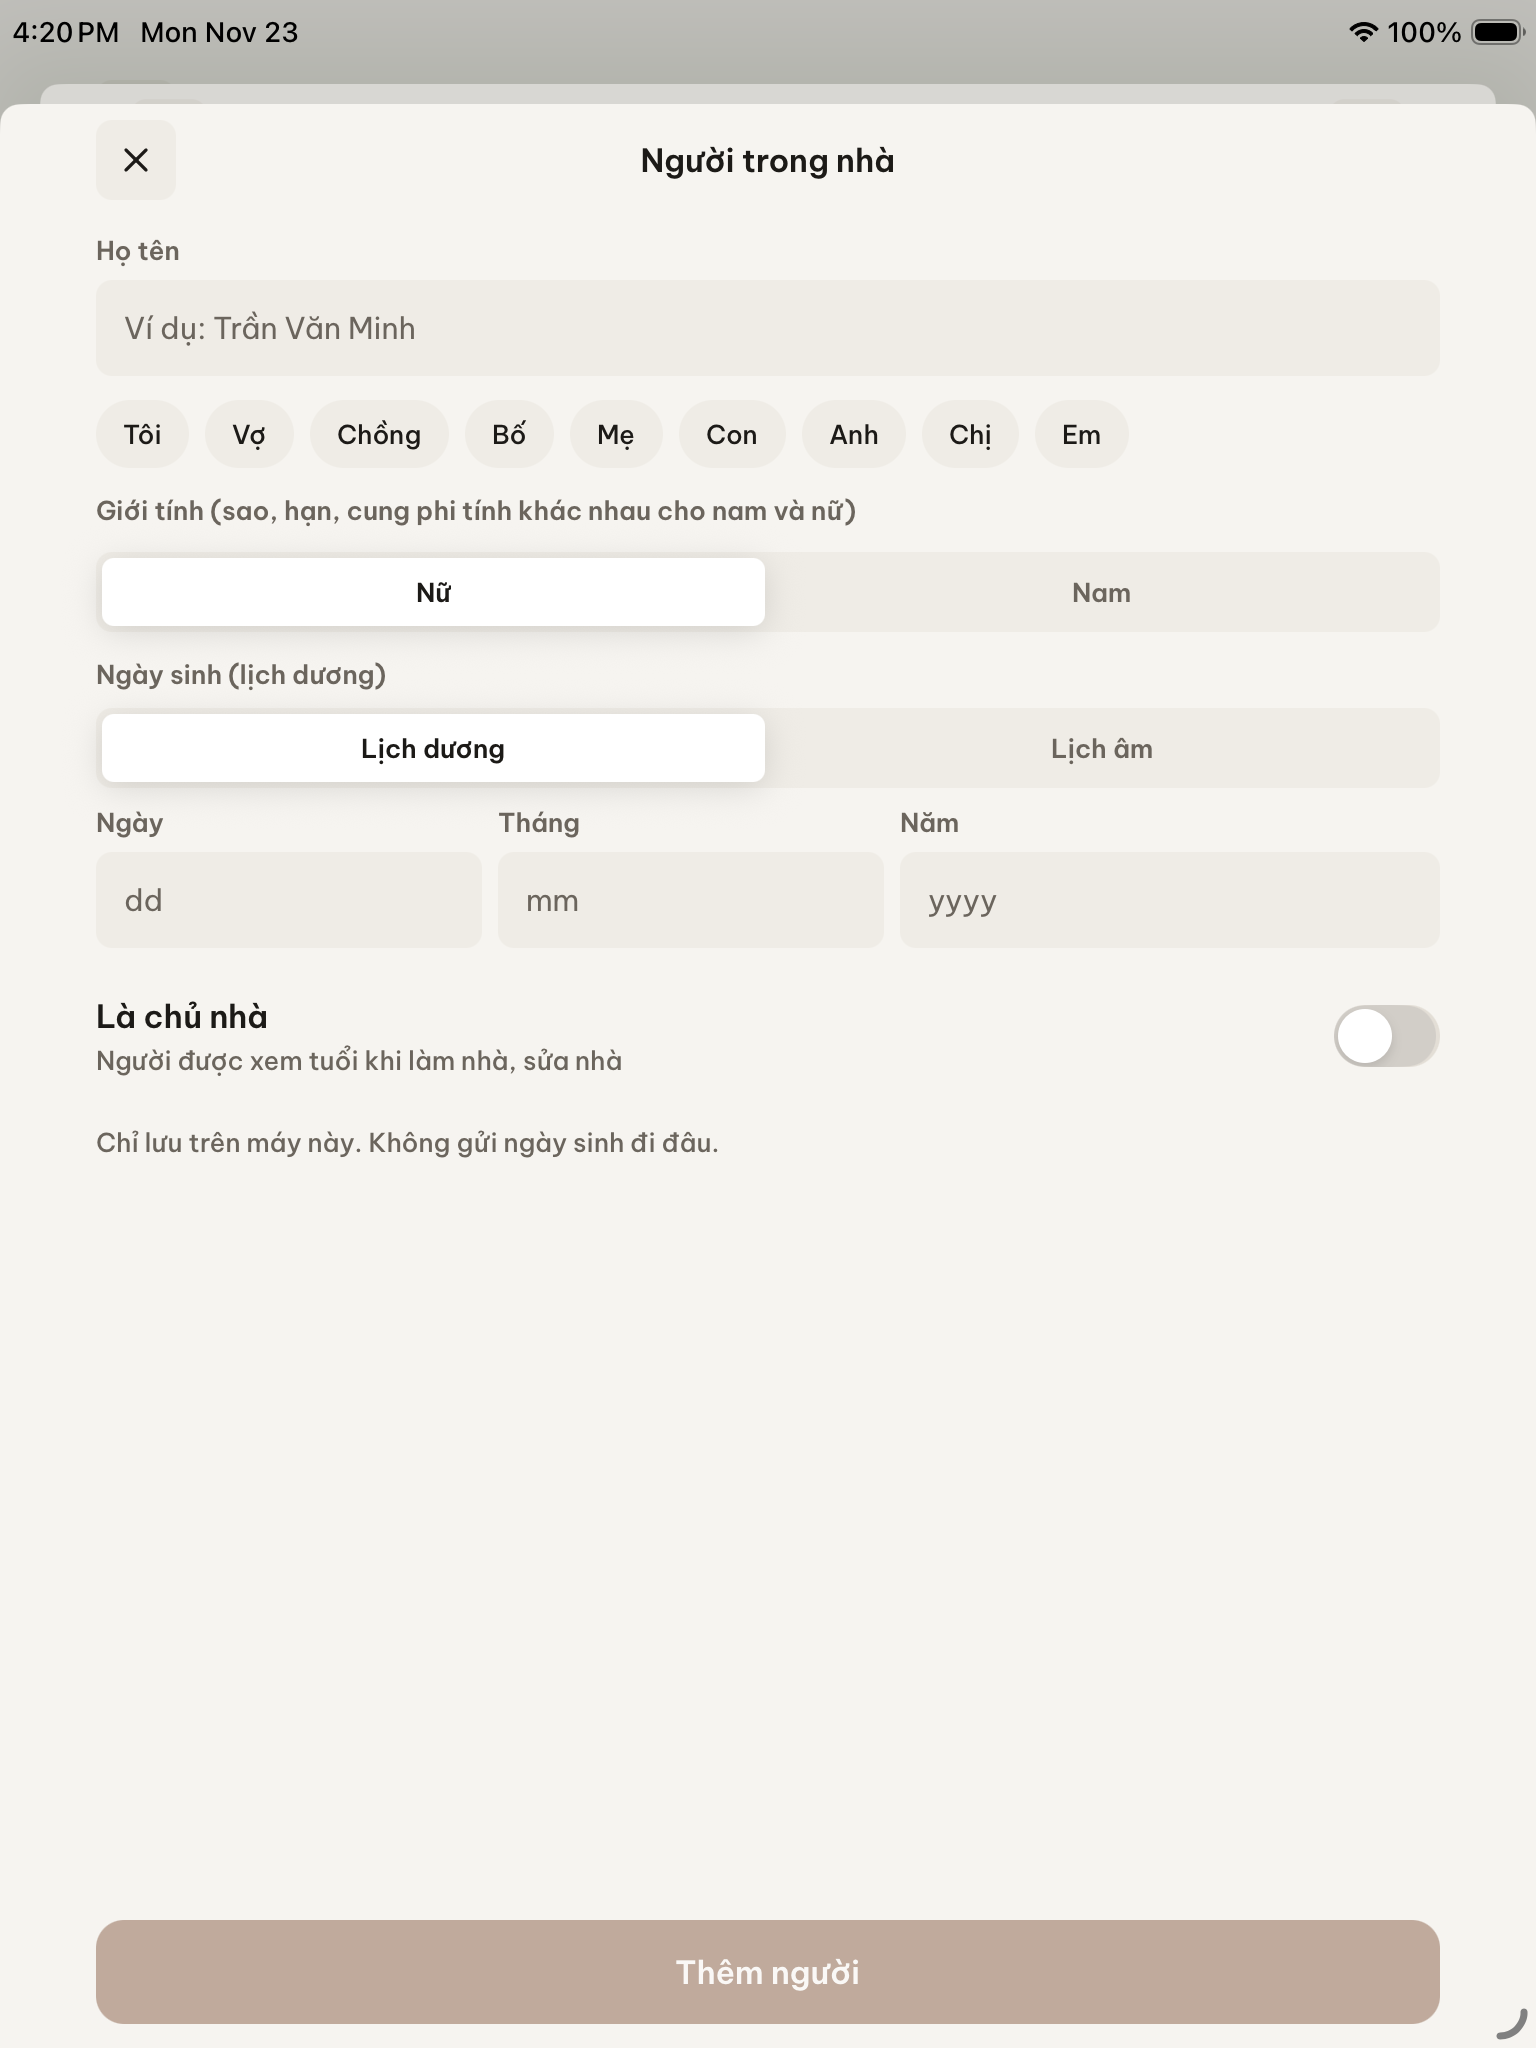 4:20 PM Mon Nov 23 100%
Người trong nhà
Họ tên
Ví dụ: Trần Văn Minh
Tôi Vợ Chồng Bố Mẹ Con Anh Chị Em
Giới tính (sao, hạn, cung phi tính khác nhau cho nam và nữ)
Nữ Nam
Ngày sinh (lịch dương)
Lịch dương Lịch âm
Ngày Tháng Năm
dd mm yyyy
Là chủ nhà
Người được xem tuổi khi làm nhà, sửa nhà
Chỉ lưu trên máy này. Không gửi ngày sinh đi đâu.
Thêm người